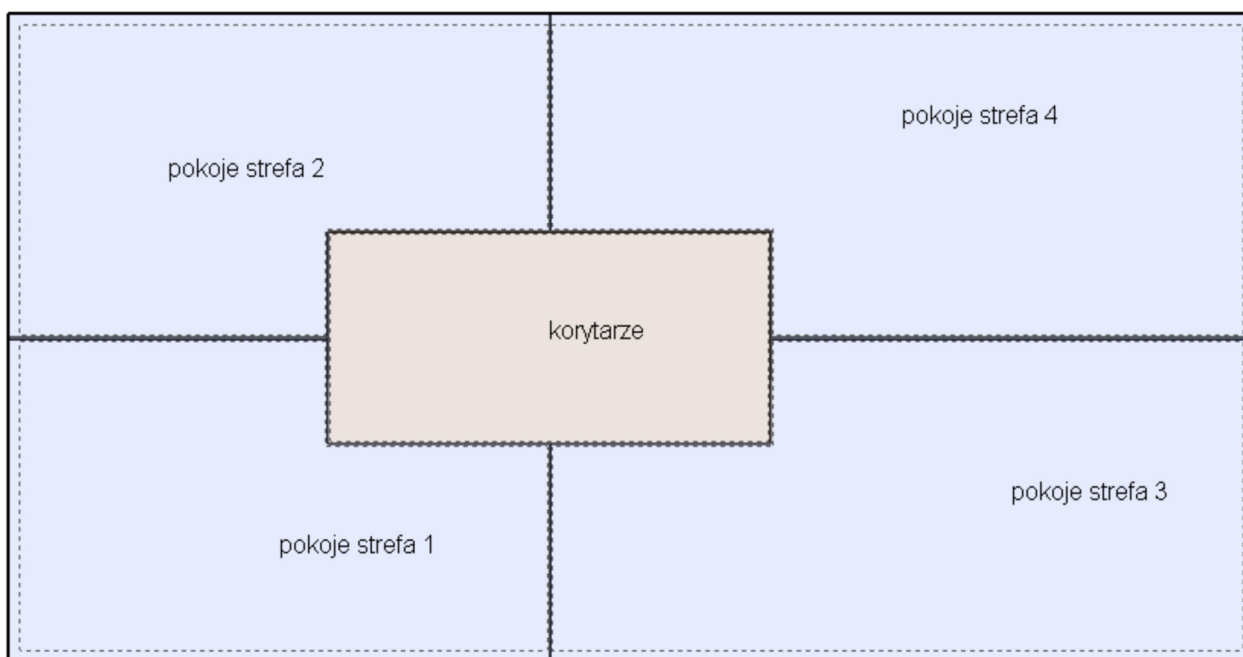 pokoje strefa 4
pokoje strefa 2
korytarze
pokoje strefa 3
pokoje strefa 1